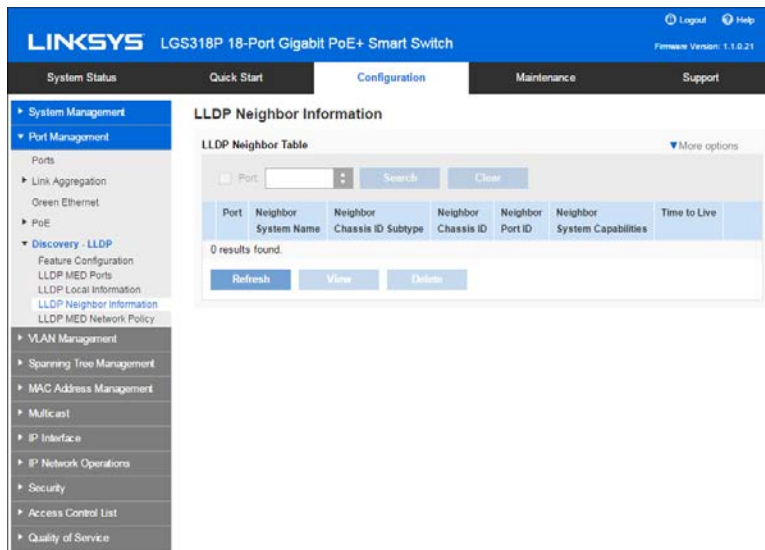 Logout Help
LINKSYS LGS318P 18-Port Gigabit PoE+ Smart Switch
Firmware Version: 1.1.0.21
System Status Quick Start Configuration Maintenance Support
System Management
Port Management
Ports
Link Aggregation
Green Ethernet
PoE
Discovery - LLDP
Feature Configuration
LLDP MED Ports
LLDP Local Information
LLDP Neighbor Information
LLDP MED Network Policy
VLAN Management
Spanning Tree Management
MAC Address Management
Multicast
IP Interface
IP Network Operations
Security
Access Control List
Quality of Service
LLDP Neighbor Information
LLDP Neighbor Table More options
Port Search Clear
Port Neighbor Neighbor Neighbor Neighbor Neighbor Time to Live
System Name Chassis ID Subtype Chassis ID Port ID System Capabilities
0 results found.
Refresh View Delete